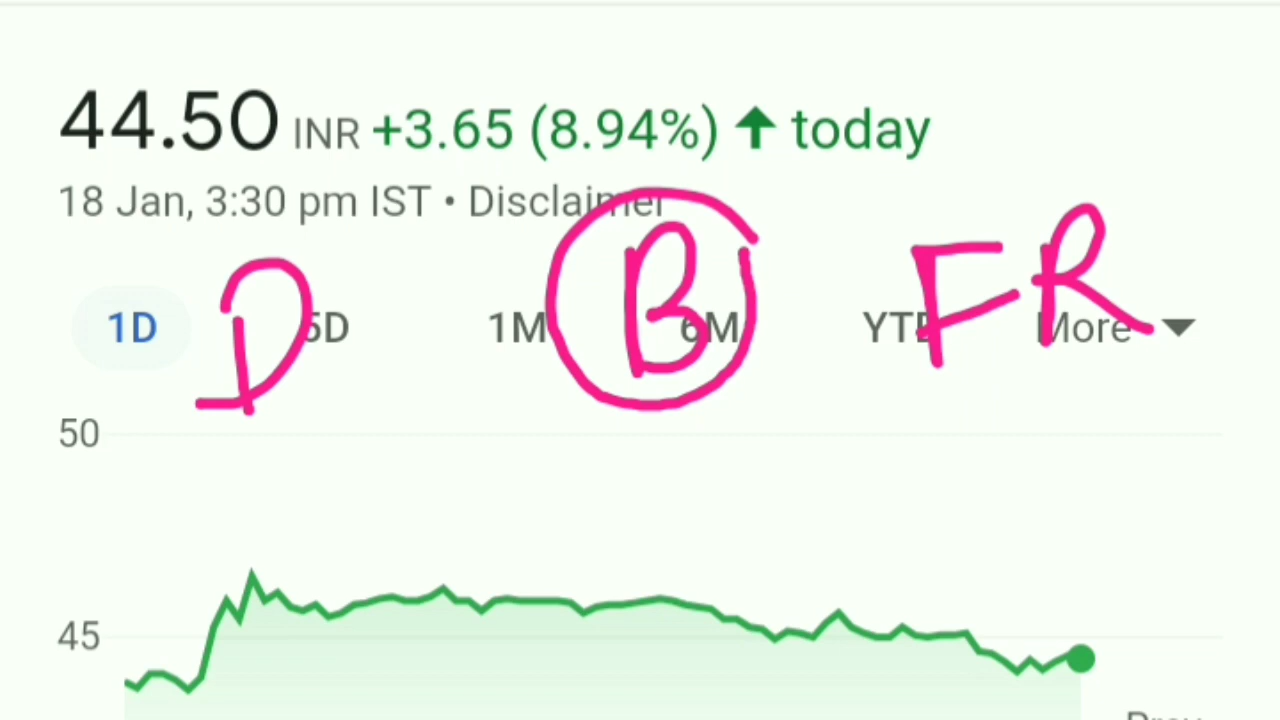 44.50 INR +3.65 (8.94%) ↑ today
18 Jan, 3:30 pm IST • Disclaimer
D B FR
1D 5D 1M 6M YTD More
50
45
Prev